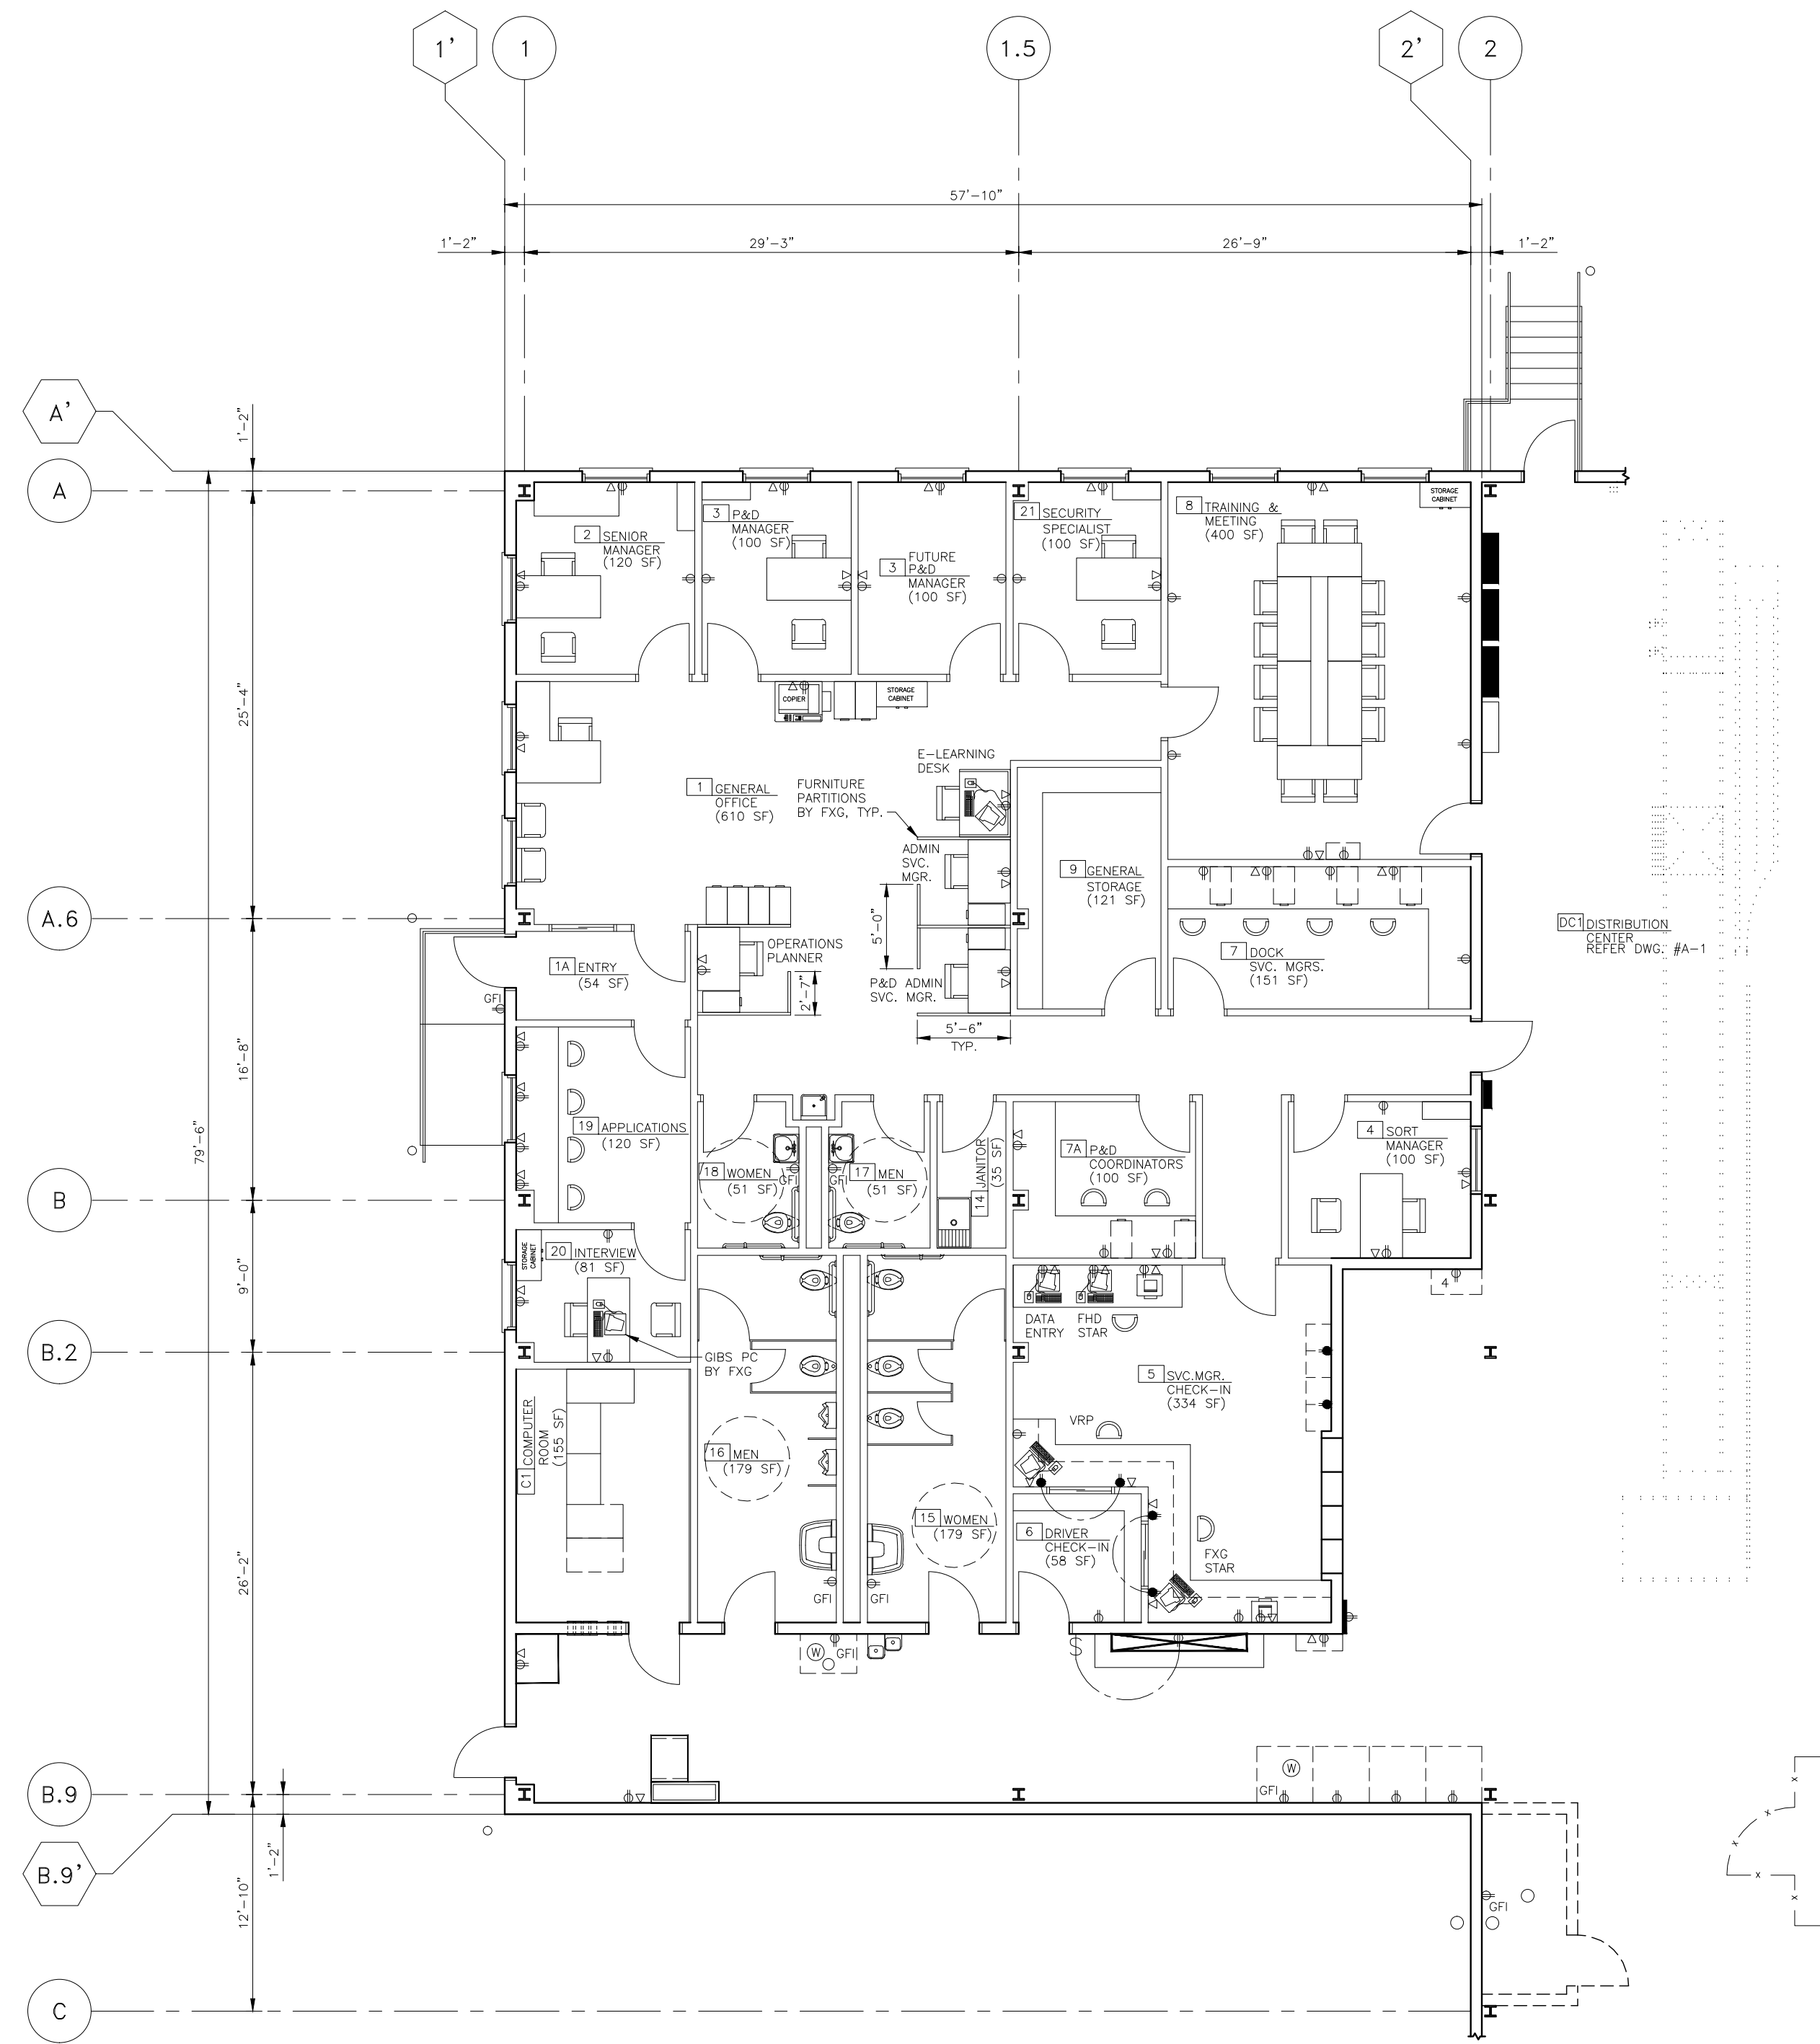 1'
1
1.5
2'
2
57'-10"
1'-2"
29'-3"
26'-9"
1'-2"
A'
1'-2"
A
STORAGE
CABINET
2 SENIOR
MANAGER
(120 SF)
3 P&D
MANAGER
(100 SF)
3 FUTURE
P&D
MANAGER
(100 SF)
21 SECURITY
SPECIALIST
(100 SF)
8 TRAINING &
MEETING
(400 SF)
25'-4"
COPIER
STORAGE
CABINET
E-LEARNING
DESK
1 GENERAL
OFFICE
(610 SF)
FURNITURE
PARTITIONS
BY FXG, TYP.
ADMIN
SVC.
MGR.
9 GENERAL
STORAGE
(121 SF)
A.6
5'-0"
OPERATIONS
PLANNER
7 DOCK
SVC. MGRS.
(151 SF)
DC1 DISTRIBUTION
CENTER
REFER DWG. #A-1
1A ENTRY
(54 SF)
P&D ADMIN
SVC. MGR.
2'-7"
GFI
5'-6"
TYP.
16'-8"
79'-6"
19 APPLICATIONS
(120 SF)
18 WOMEN
(51 SF)
GFI
GFI
17 MEN
(51 SF)
14 JANITOR
(35 SF)
7A P&D
COORDINATORS
(100 SF)
4 SORT
MANAGER
(100 SF)
B
STORAGE
CABINET
20 INTERVIEW
(81 SF)
9'-0"
4
DATA
ENTRY
FHD
STAR
B.2
GIBS PC
BY FXG
5 SVC.MGR.
CHECK-IN
(334 SF)
C1 COMPUTER
ROOM
(155 SF)
VRP
16 MEN
(179 SF)
15 WOMEN
(179 SF)
6 DRIVER
CHECK-IN
(58 SF)
FXG
STAR
26'-2"
GFI
GFI
W
GFI
S
W
GFI
B.9
B.9'
1'-2"
12'-10"
GFI
C